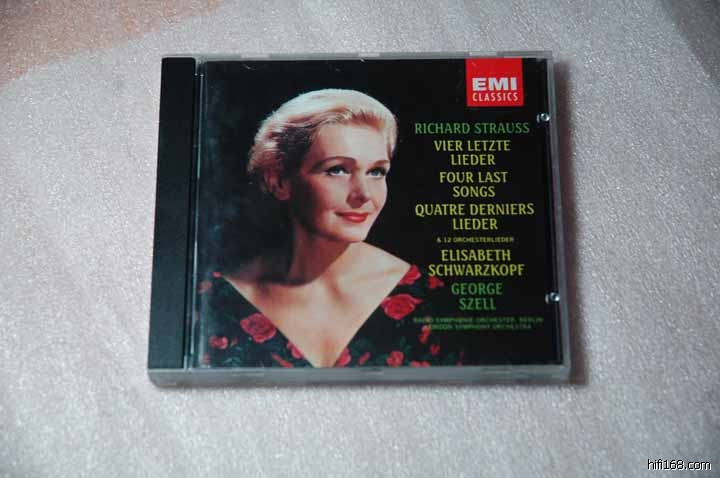 EMI
CLASSICS
RICHARD STRAUSS
VIER LETZTE
LIEDER
FOUR LAST
SONGS
QUATRE DERNIERS
LIEDER
& 12 ORCHESTERLIEDER
ELISABETH
SCHWARZKOPF
GEORGE
SZELL
RADIO SYMPHONIE ORCHESTER, BERLIN
LONDON SYMPHONY ORCHESTRA
hifi168.com